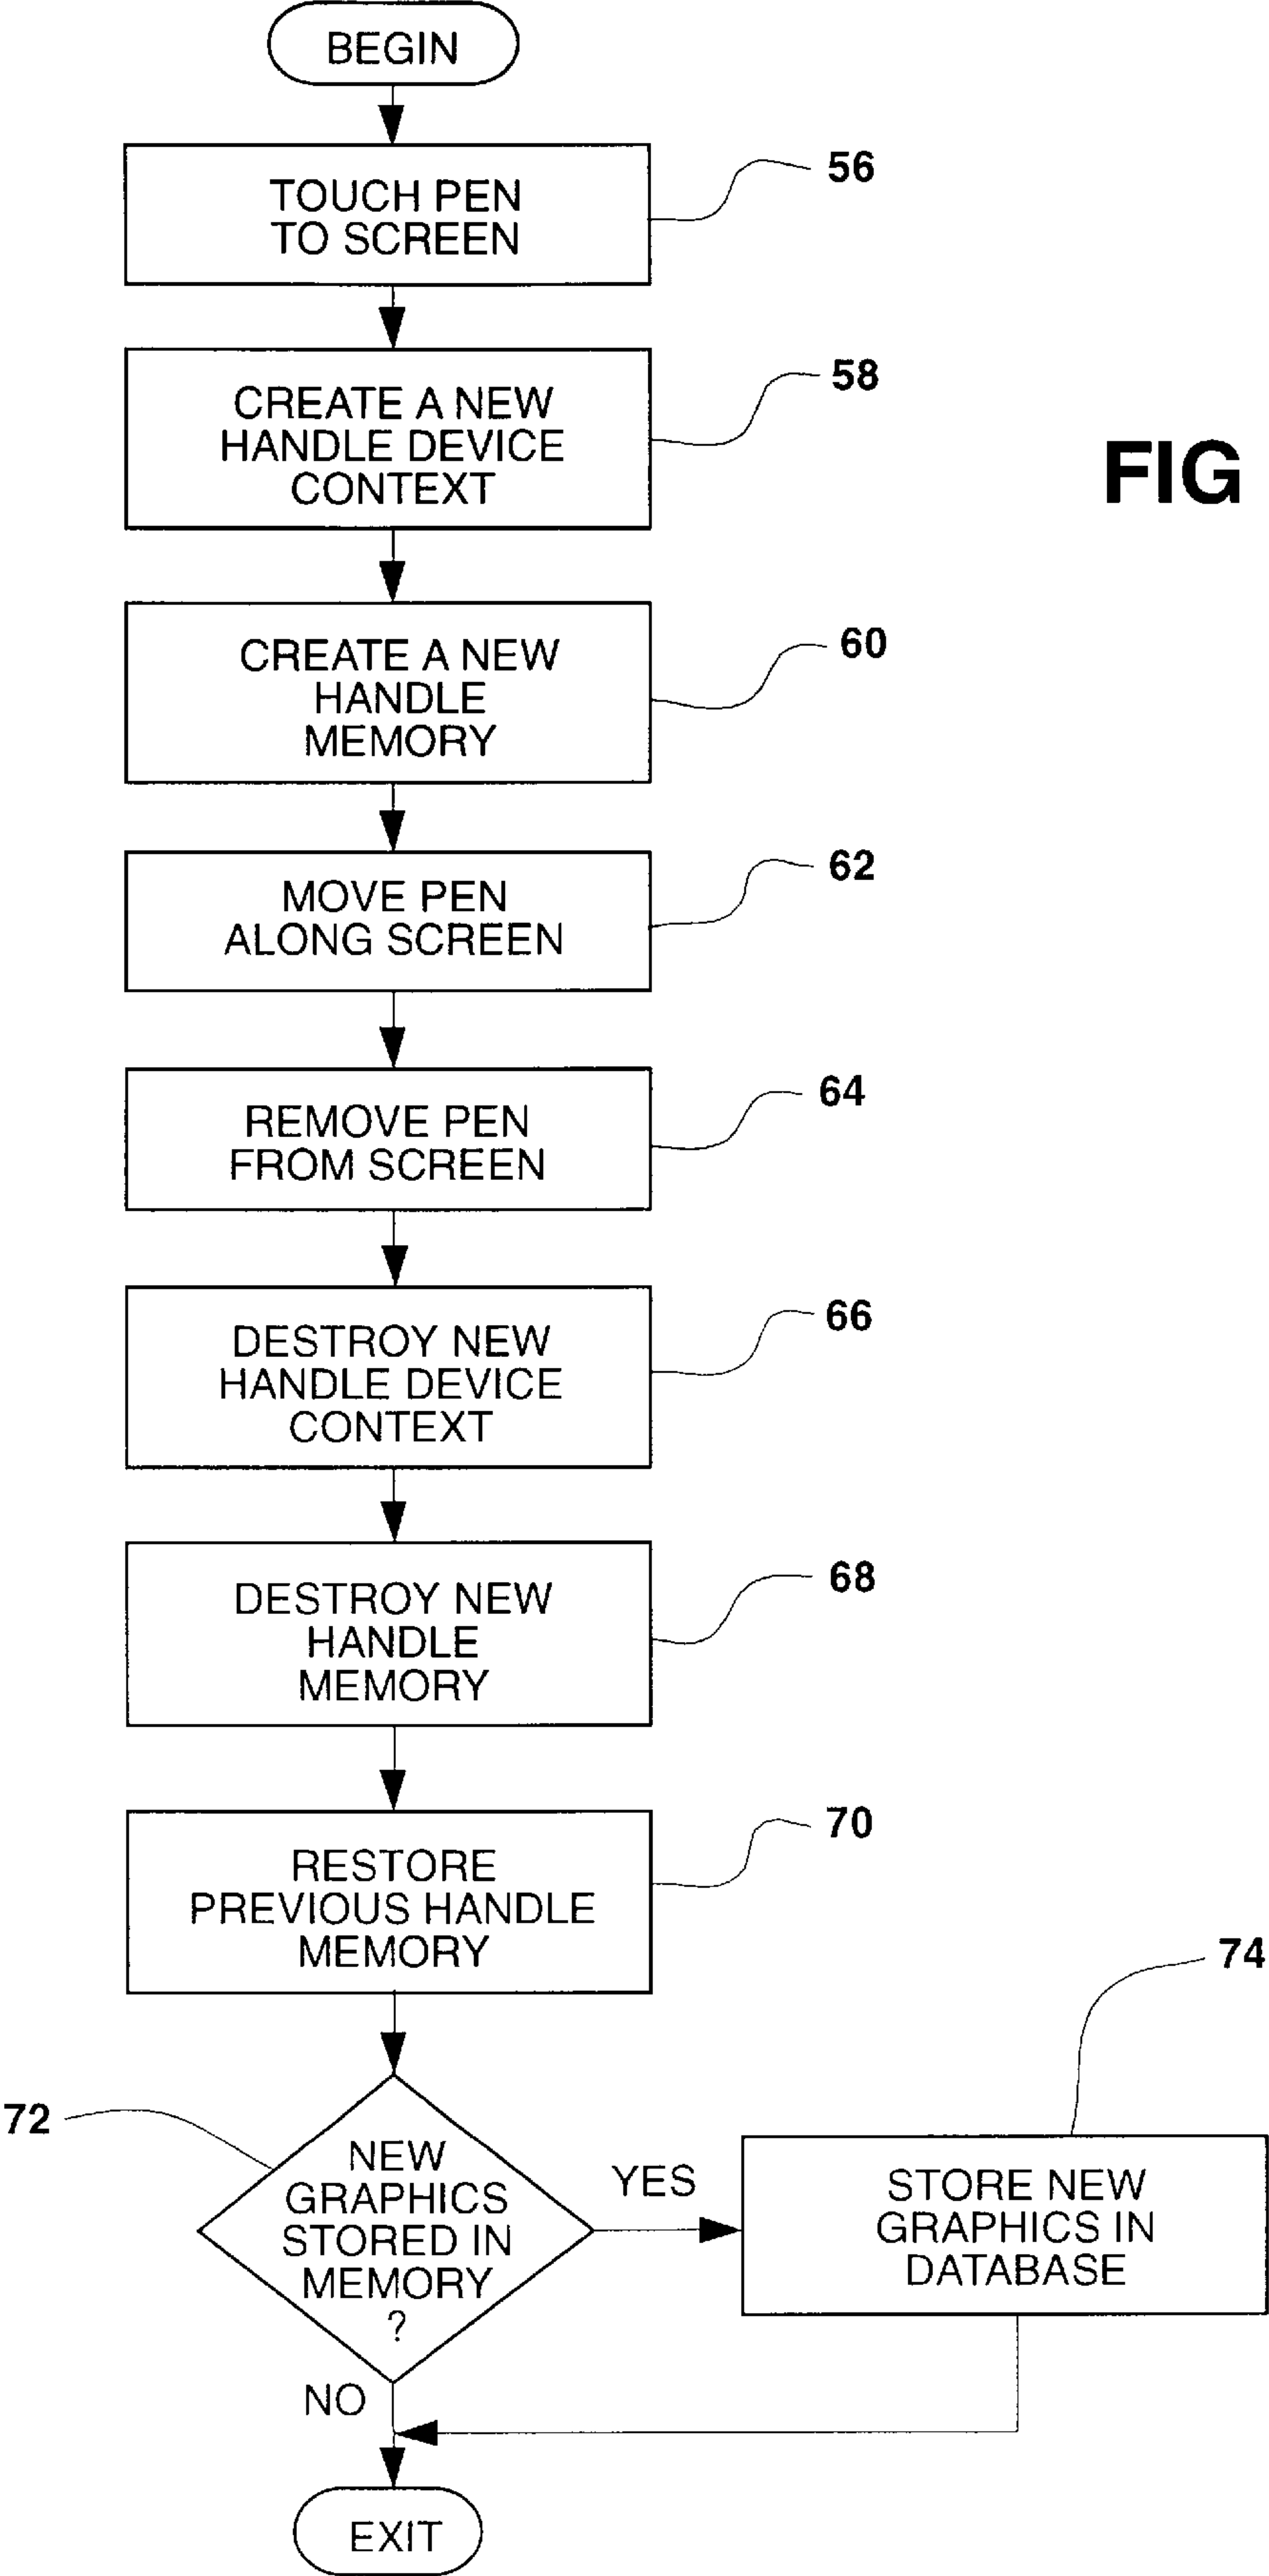 BEGIN
TOUCH PEN
TO SCREEN
56
CREATE A NEW
HANDLE DEVICE
CONTEXT
58
FIG
CREATE A NEW
HANDLE
MEMORY
60
MOVE PEN
ALONG SCREEN
62
REMOVE PEN
FROM SCREEN
64
DESTROY NEW
HANDLE DEVICE
CONTEXT
66
DESTROY NEW
HANDLE
MEMORY
68
RESTORE
PREVIOUS HANDLE
MEMORY
70
72
NEW
GRAPHICS
STORED IN
MEMORY
?
YES
74
STORE NEW
GRAPHICS IN
DATABASE
NO
EXIT